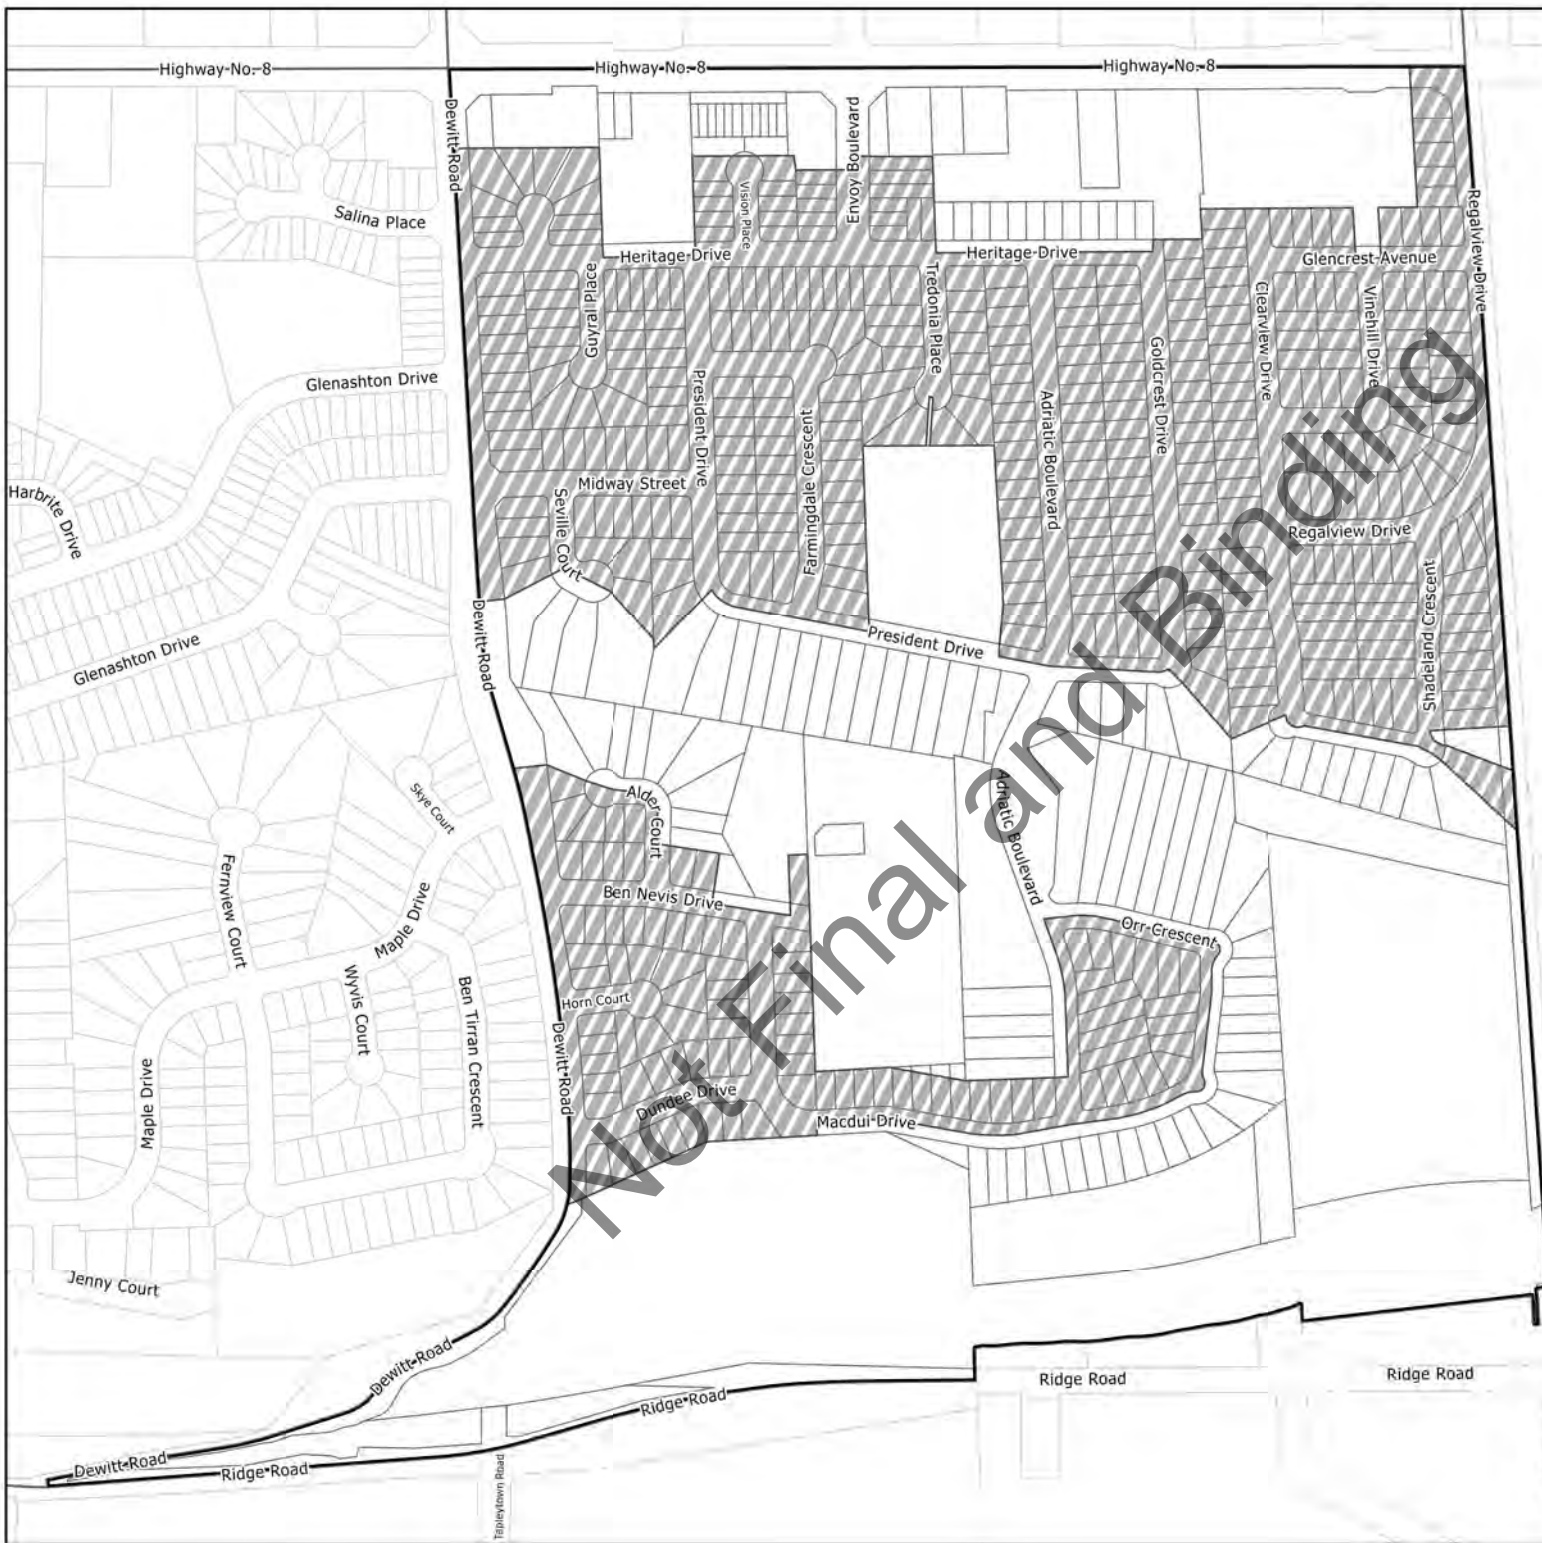 Highway No. 8
Highway No. 8
Highway No. 8
Dewitt Road
Envoy Boulevard
Vision Place
Regalview Drive
Salina Place
Heritage Drive
Heritage Drive
Glencrest Avenue
Guyral Place
Tredonia Place
Clearview Drive
Vinehill Drive
Glenashton Drive
President Drive
Goldcrest Drive
Adriatic Boulevard
Farmingdale Crescent
Harbrite Drive
Midway Street
Seville Court
Regalview Drive
Shadeland Crescent
Dewitt Road
Glenashton Drive
President Drive
Skye Court
Alder Court
Adriatic Boulevard
Fernview Court
Ben Nevis Drive
Maple Drive
Orr Crescent
Wyvis Court
Ben Tirran Crescent
Horn Court
Dewitt Road
Maple Drive
Dundee Drive
Macdui Drive
Jenny Court
Dewitt Road
Ridge Road
Ridge Road
Ridge Road
Dewitt Road
Ridge Road
Tapleytown Road
Not Final and Binding